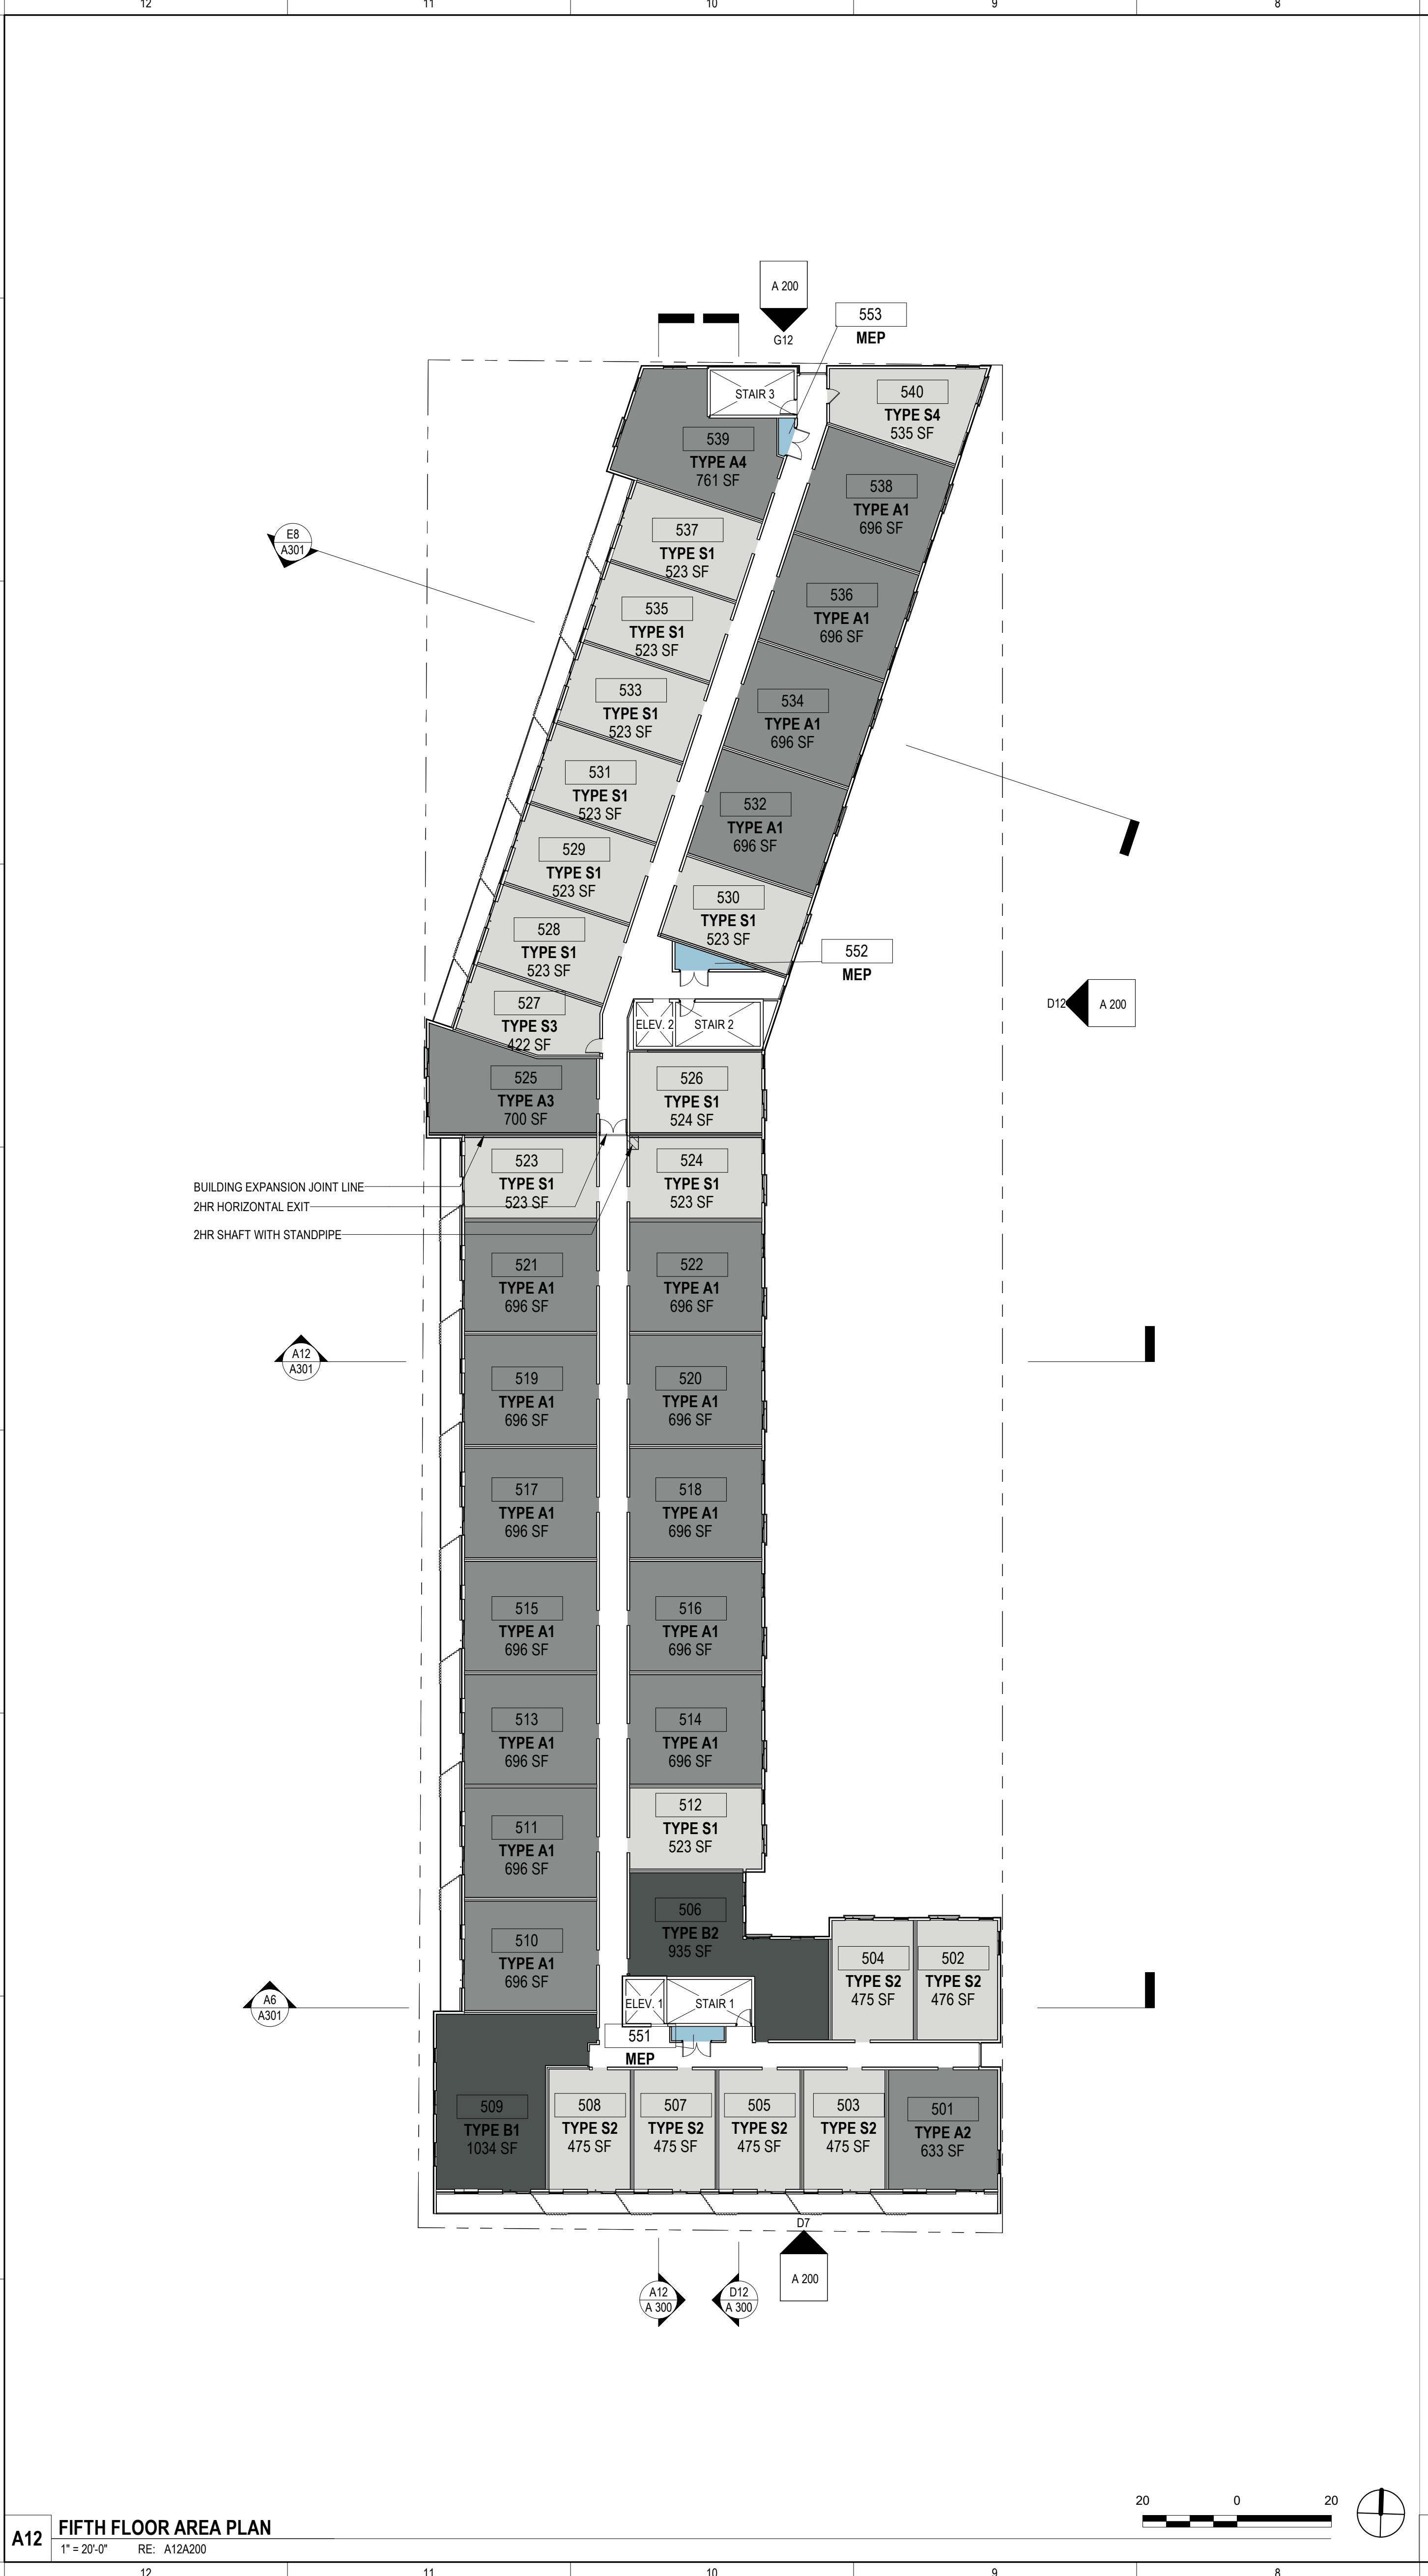 12
11
10
9
8
A 200
G12
553
MEP
STAIR 3
540
TYPE S4
535 SF
539
TYPE A4
761 SF
538
TYPE A1
696 SF
E8
A301
537
TYPE S1
523 SF
536
TYPE A1
696 SF
535
TYPE S1
523 SF
534
TYPE A1
696 SF
533
TYPE S1
523 SF
532
TYPE A1
696 SF
531
TYPE S1
523 SF
529
TYPE S1
523 SF
530
TYPE S1
523 SF
528
TYPE S1
523 SF
552
MEP
527
TYPE S3
422 SF
ELEV. 2
STAIR 2
D12
A 200
525
TYPE A3
700 SF
526
TYPE S1
524 SF
523
TYPE S1
523 SF
524
TYPE S1
523 SF
BUILDING EXPANSION JOINT LINE
2HR HORIZONTAL EXIT
2HR SHAFT WITH STANDPIPE
521
TYPE A1
696 SF
522
TYPE A1
696 SF
A12
A301
519
TYPE A1
696 SF
520
TYPE A1
696 SF
517
TYPE A1
696 SF
518
TYPE A1
696 SF
515
TYPE A1
696 SF
516
TYPE A1
696 SF
513
TYPE A1
696 SF
514
TYPE A1
696 SF
511
TYPE A1
696 SF
512
TYPE S1
523 SF
510
TYPE A1
696 SF
506
TYPE B2
935 SF
504
TYPE S2
475 SF
502
TYPE S2
476 SF
A6
A301
ELEV. 1
STAIR 1
551
MEP
509
TYPE B1
1034 SF
508
TYPE S2
475 SF
507
TYPE S2
475 SF
505
TYPE S2
475 SF
503
TYPE S2
475 SF
501
TYPE A2
633 SF
D7
A 200
A12
A 300
D12
A 300
20
0
20
A12
FIFTH FLOOR AREA PLAN
1" = 20'-0"
RE: A12A200
12
11
10
9
8